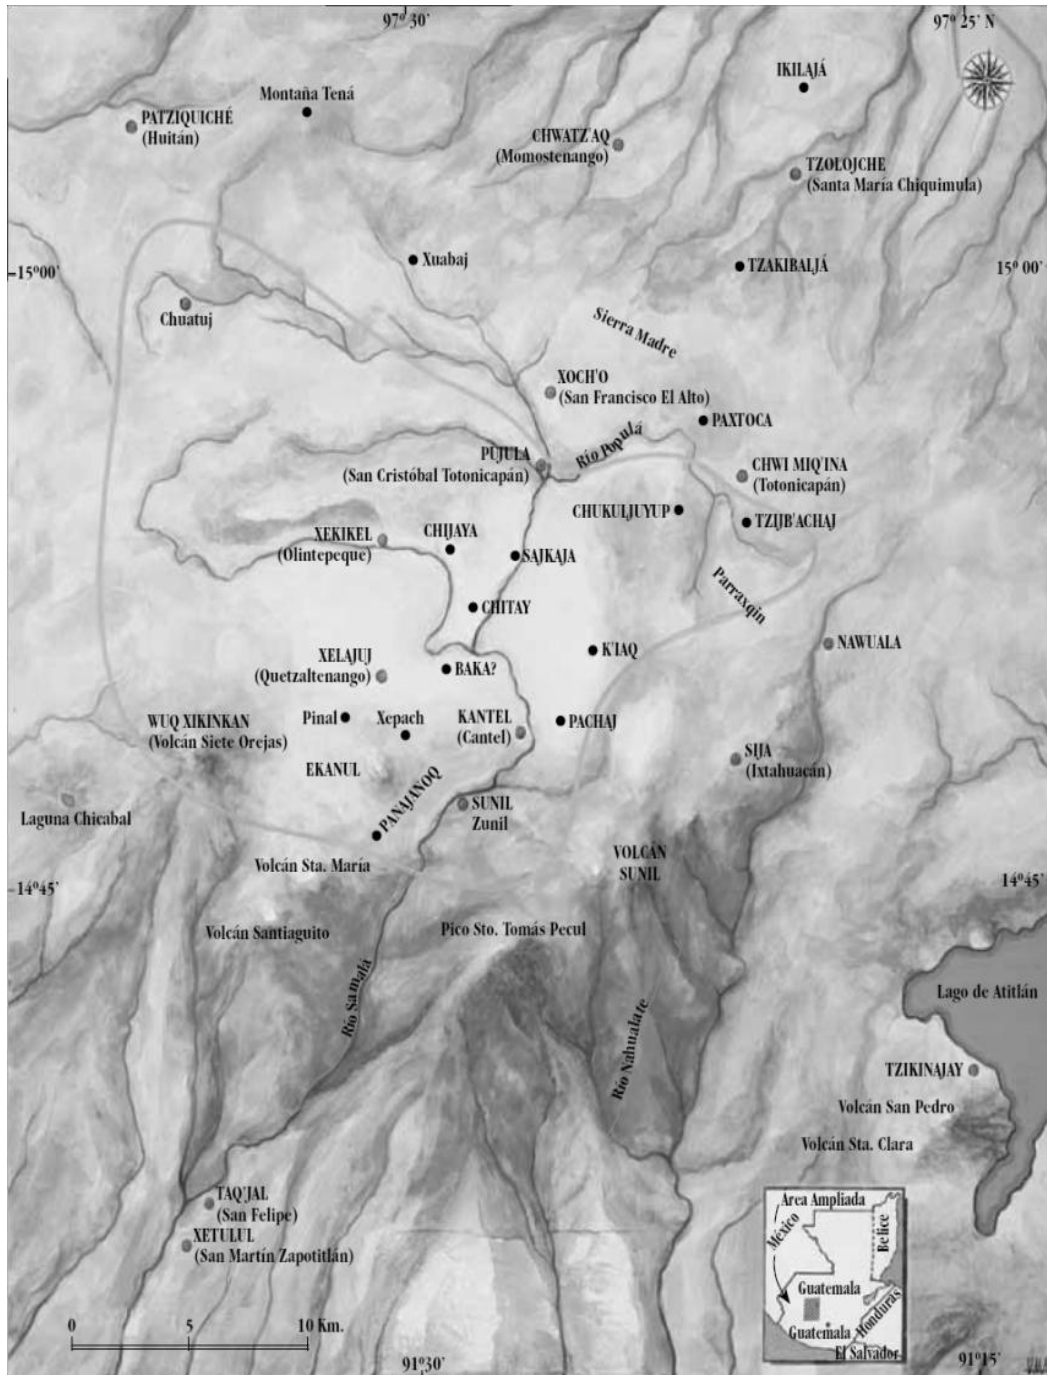 97º 30'
97º 25' N
IKILAJÁ
Montaña Tená
PATZIQUICHÉ
(Huitán)
CHWATZ'AQ
(Momostenango)
TZOLOJCHE
(Santa María Chiquimula)
Xuabaj
TZAKIBALJÁ
15º00'
15º 00'
Chuatuj
Sierra Madre
XOCH'O
(San Francisco El Alto)
PAXTOCA
Río Populá
PUJULA
(San Cristóbal Totonicapán)
CHWI MIQ'INA
(Totonicapán)
CHUKULJUYUP
TZIJB'ACHAJ
XEKIKEL
(Olintepeque)
CHIJAYA
SAJKAJA
Parraxqin
CHITAY
K'IAQ
NAWUALA
XELAJUJ
(Quetzaltenango)
BAKA?
WUQ XIKINKAN
(Volcán Siete Orejas)
Pinal
Xepach
KANTEL
(Cantel)
PACHAJ
SIJA
(Ixtahuacán)
EKANUL
PANAJANOQ
Laguna Chicabal
SUNIL
Zunil
Volcán Sta. María
VOLCÁN
SUNIL
14º45'
14º45'
Volcán Santiaguito
Pico Sto. Tomás Pecul
Río Samalá
Río Nahualate
Lago de Atitlán
TZIKINAJAY
Volcán San Pedro
Volcán Sta. Clara
TAQ'JAL
(San Felipe)
XETULUL
(San Martín Zapotitlán)
Area Ampliada
México
Belice
Guatemala
Honduras
Guatemala
El Salvador
0
5
10 Km.
91º30'
91º15'